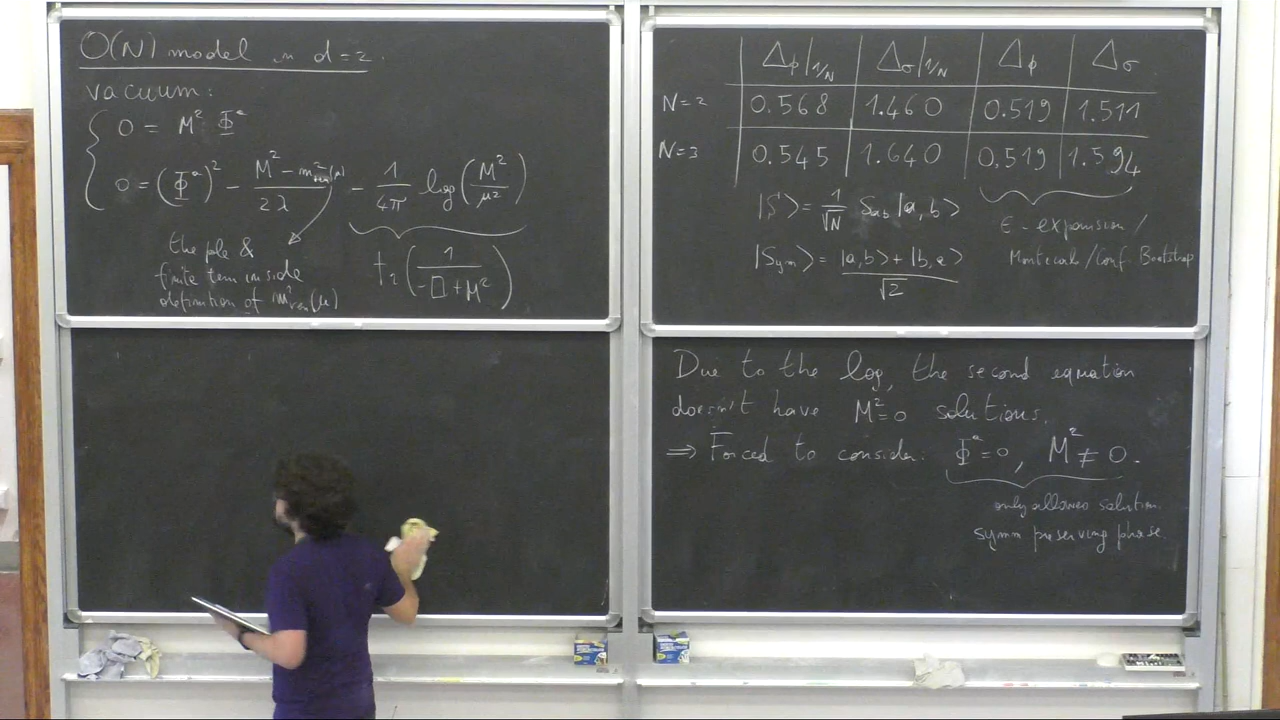 O(N) model in d=2.
vacuum:
0 = M² Φᵃ
0 = (Φᵃ)² - (M² - m²ren(μ))/2λ - 1/4π log(M²/μ²)
the pole &
finite term inside
definition of m²ren(μ)
tr(1/(-□+M²))
Δφ|1/N Δσ|1/N Δφ Δσ
N=2 0.568 1.460 0.519 1.511
N=3 0.545 1.640 0.519 1.594
|S> = 1/√N δab |a, b>
|Sym> = (|a,b> + |b,a>)/√2
ε-expansion/
Montecarlo/Conf. Bootstrap
Due to the log, the second equation
doesn't have M²=0 solutions.
⇒ Forced to consider: Φᵃ=0, M² ≠ 0.
only allowed solution.
symm preserving phase.